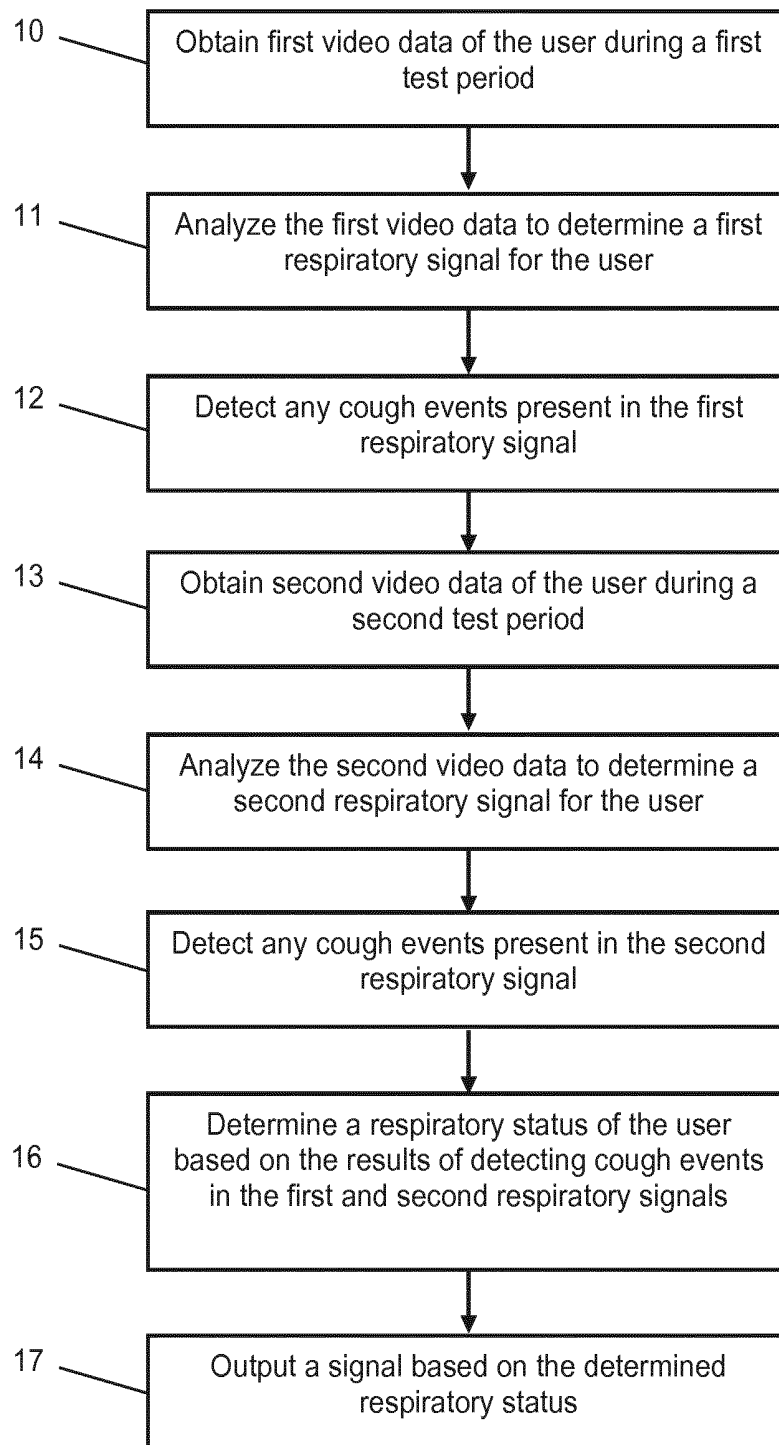 10
Obtain first video data of the user during a first
test period
11
Analyze the first video data to determine a first
respiratory signal for the user
12
Detect any cough events present in the first
respiratory signal
13
Obtain second video data of the user during a
second test period
14
Analyze the second video data to determine a
second respiratory signal for the user
15
Detect any cough events present in the second
respiratory signal
16
Determine a respiratory status of the user
based on the results of detecting cough events
in the first and second respiratory signals
17
Output a signal based on the determined
respiratory status